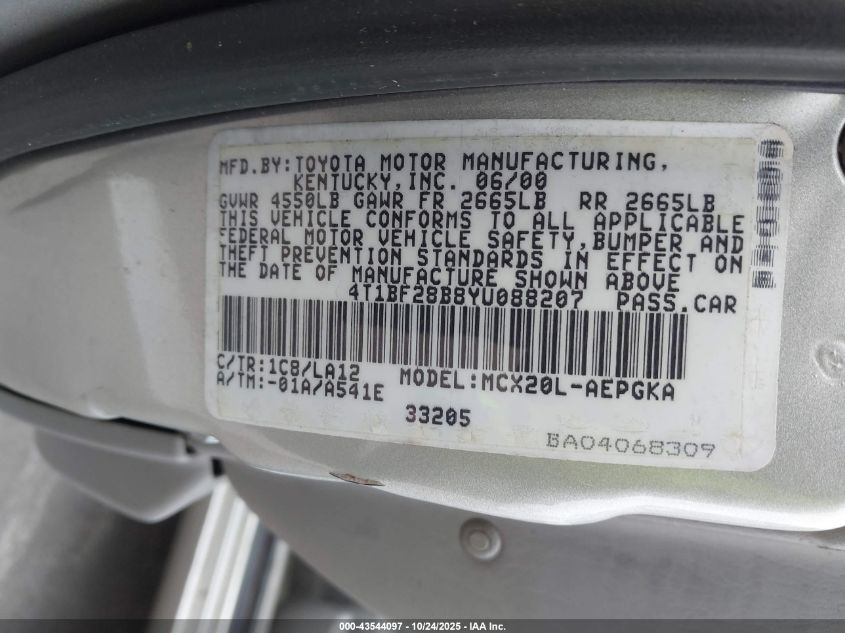 MFD.BY:TOYOTA MOTOR MANUFACTURING,
KENTUCKY,INC. 06/00
GVWR 4550LB GAWR FR 2665LB RR 2665LB
THIS VEHICLE CONFORMS TO ALL APPLICABLE
FEDERAL MOTOR VEHICLE SAFETY,BUMPER AND
THEFT PREVENTION STANDARDS IN EFFECT ON
THE DATE OF MANUFACTURE SHOWN ABOVE
4T1BF28B8YU088207 PASS.CAR
C/TR:1C8/LA12
A/TM:-01A/A541E MODEL:MCX20L-AEPGKA
33205
BA04068309
000-43544097 - 10/24/2025 - IAA Inc.